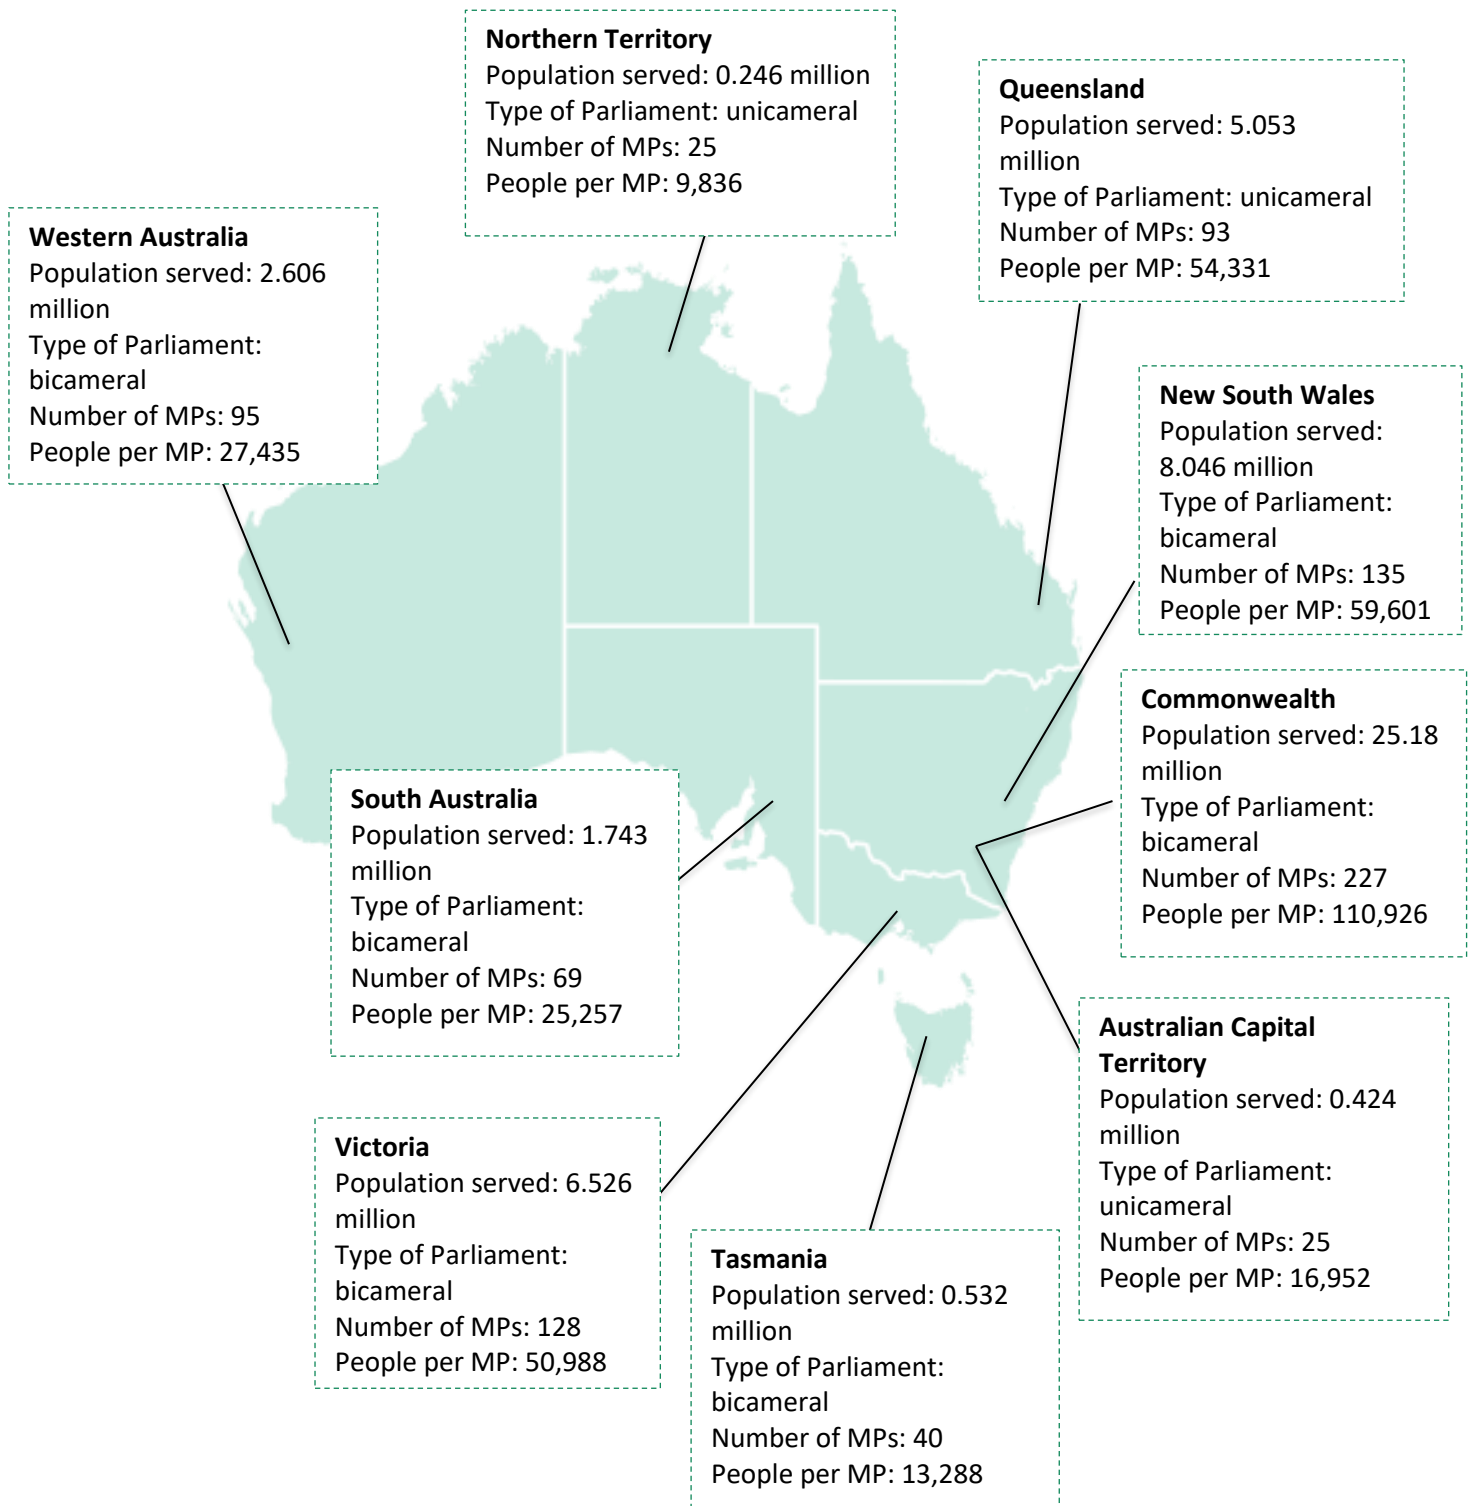 Northern Territory
Population served: 0.246 million
Type of Parliament: unicameral
Number of MPs: 25
People per MP: 9,836
Queensland
Population served: 5.053
million
Type of Parliament: unicameral
Number of MPs: 93
People per MP: 54,331
Western Australia
Population served: 2.606
million
Type of Parliament:
bicameral
Number of MPs: 95
People per MP: 27,435
New South Wales
Population served:
8.046 million
Type of Parliament:
bicameral
Number of MPs: 135
People per MP: 59,601
Commonwealth
Population served: 25.18
million
Type of Parliament:
bicameral
Number of MPs: 227
People per MP: 110,926
South Australia
Population served: 1.743
million
Type of Parliament:
bicameral
Number of MPs: 69
People per MP: 25,257
Australian Capital
Territory
Population served: 0.424
million
Type of Parliament:
unicameral
Number of MPs: 25
People per MP: 16,952
Victoria
Population served: 6.526
million
Type of Parliament:
bicameral
Number of MPs: 128
People per MP: 50,988
Tasmania
Population served: 0.532
million
Type of Parliament:
bicameral
Number of MPs: 40
People per MP: 13,288